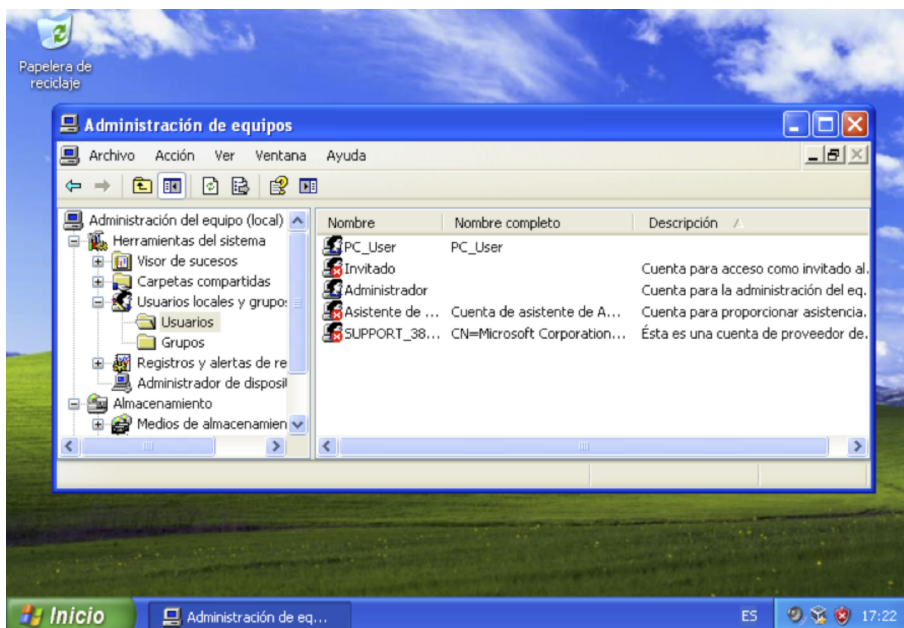 Papelera de
reciclaje
Administración de equipos
Archivo Acción Ver Ventana Ayuda
Administración del equipo (local)
Herramientas del sistema
Visor de sucesos
Carpetas compartidas
Usuarios locales y grupo
Usuarios
Grupos
Registros y alertas de re
Administrador de disposi
Almacenamiento
Medios de almacenamien
Nombre Nombre completo Descripción
PC_User PC_User
Invitado Cuenta para acceso como invitado al.
Administrador Cuenta para la administración del eq.
Asistente de ... Cuenta de asistente de A... Cuenta para proporcionar asistencia.
SUPPORT_38... CN=Microsoft Corporation... Ésta es una cuenta de proveedor de.
Inicio Administración de eq... ES 17:22